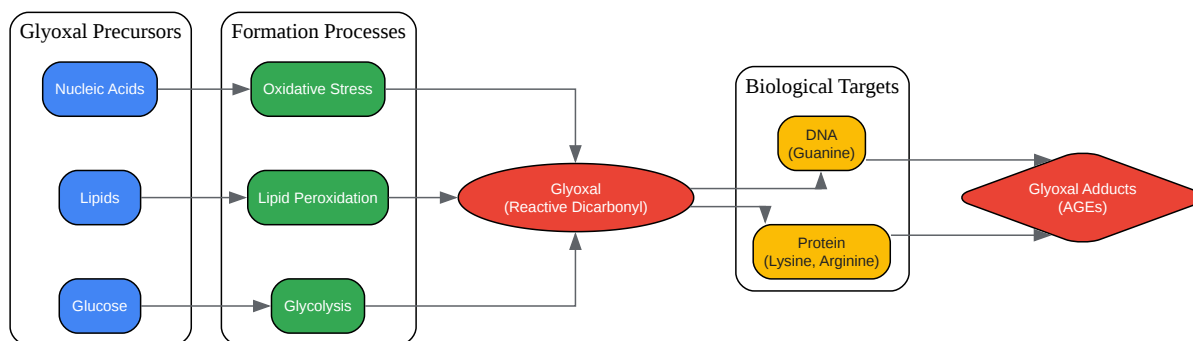 Glyoxal Precursors
Nucleic Acids
Lipids
Glucose
Formation Processes
Oxidative Stress
Lipid Peroxidation
Glycolysis
Glyoxal
(Reactive Dicarbonyl)
Biological Targets
DNA
(Guanine)
Protein
(Lysine, Arginine)
Glyoxal Adducts
(AGEs)